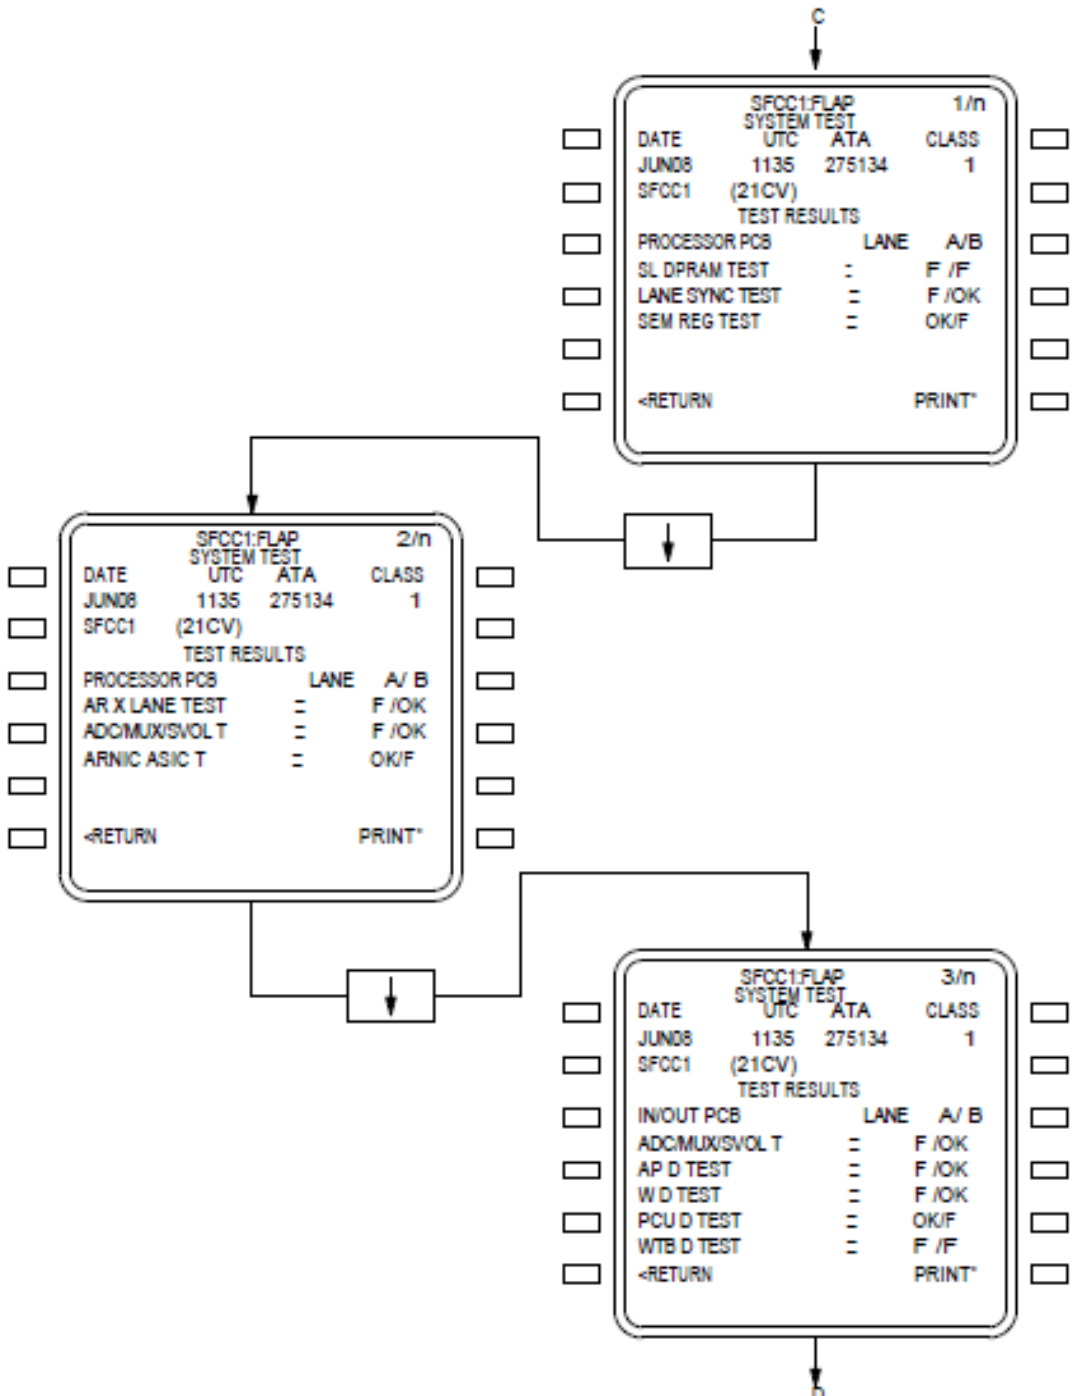 C
SFCC1:FLAP 1/n
SYSTEM TEST
DATE UTC ATA CLASS
JUN08 1135 275134 1
SFCC1 (21CV)
TEST RESULTS
PROCESSOR PCB LANE A/B
SL DPRAM TEST : F /F
LANE SYNC TEST = F /OK
SEM REG TEST = OK/F
<RETURN PRINT*
↓
SFCC1:FLAP 2/n
SYSTEM TEST
DATE UTC ATA CLASS
JUN08 1135 275134 1
SFCC1 (21CV)
TEST RESULTS
PROCESSOR PCB LANE A/ B
AR X LANE TEST = F /OK
ADC/MUX/SVOL T = F /OK
ARNIC ASIC T = OK/F
<RETURN PRINT*
↓
SFCC1:FLAP 3/n
SYSTEM TEST
DATE UTC ATA CLASS
JUN08 1135 275134 1
SFCC1 (21CV)
TEST RESULTS
IN/OUT PCB LANE A/ B
ADC/MUX/SVOL T = F /OK
AP D TEST = F /OK
W D TEST = F /OK
PCU D TEST = OK/F
WTB D TEST = F /F
<RETURN PRINT*
D